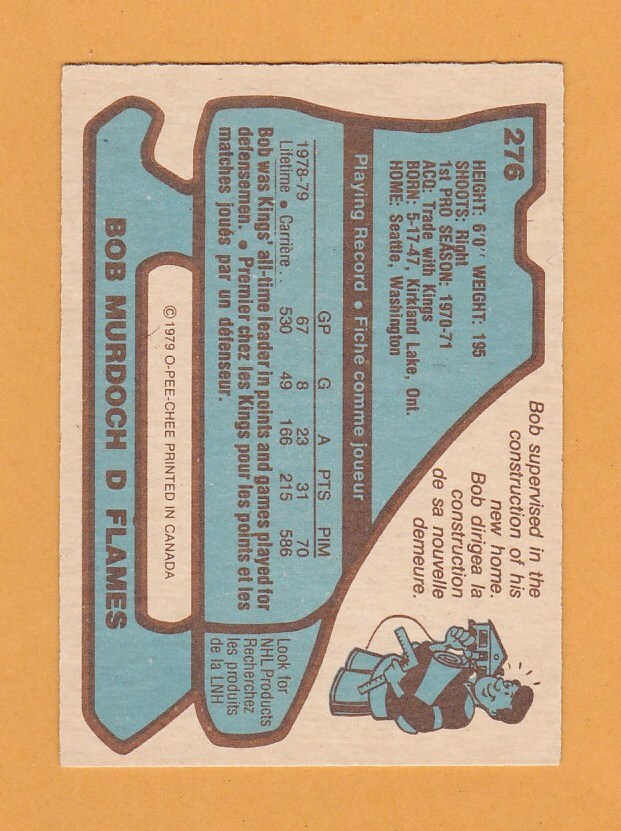 276
HEIGHT: 6'0" WEIGHT: 195
SHOOTS: Right
1st PRO SEASON: 1970-71
ACQ: Trade with Kings
BORN: 5-17-47, Kirkland Lake, Ont.
HOME: Seattle, Washington
Bob supervised in the
construction of his
new home.
Bob dirigea la
construction
de sa nouvelle
demeure.
Playing Record • Fiche comme joueur
GP G A PTS PIM
1978-79 67 8 23 31 70
Lifetime • Carrière.. 530 49 166 215 586
Bob was Kings' all-time leader in points and games played for
defensemen. • Premier chez les Kings pour les points et les
matches joués par un défenseur.
Look for
NHL Products
Recherchez
les produits
de la LNH
© 1979 O-PEE-CHEE PRINTED IN CANADA
BOB MURDOCH D FLAMES